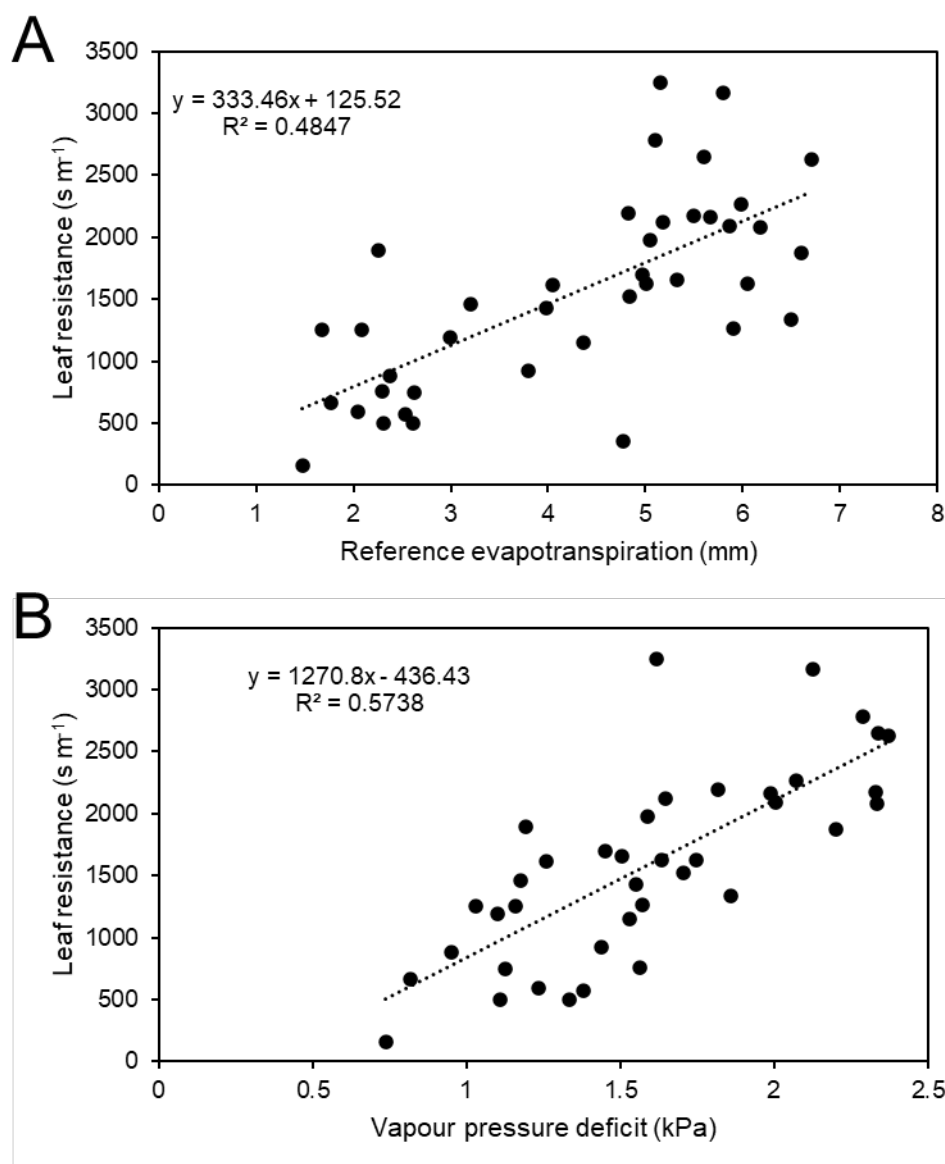 A
3500
3000
2500
2000
1500
1000
500
0
Leaf resistance (s m⁻¹)
y = 333.46x + 125.52
R² = 0.4847
0 1 2 3 4 5 6 7 8
Reference evapotranspiration (mm)
B
3500
3000
2500
2000
1500
1000
500
0
Leaf resistance (s m⁻¹)
y = 1270.8x - 436.43
R² = 0.5738
0 0.5 1 1.5 2 2.5
Vapour pressure deficit (kPa)